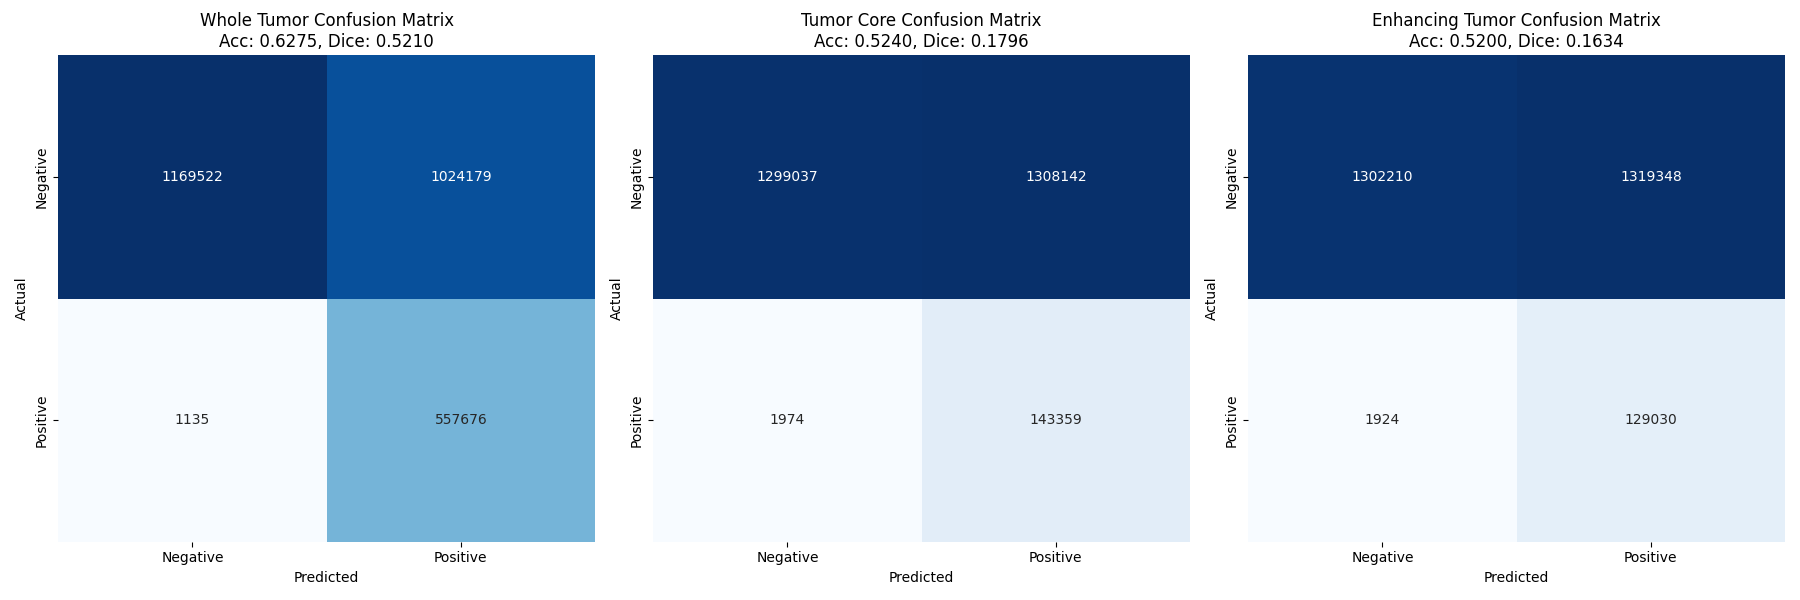 Whole Tumor Confusion Matrix
Acc: 0.6275, Dice: 0.5210
Negative
Positive
Actual
1169522
1024179
1135
557676
Negative
Positive
Predicted
Tumor Core Confusion Matrix
Acc: 0.5240, Dice: 0.1796
Negative
Positive
Actual
1299037
1308142
1974
143359
Negative
Positive
Predicted
Enhancing Tumor Confusion Matrix
Acc: 0.5200, Dice: 0.1634
Negative
Positive
Actual
1302210
1319348
1924
129030
Negative
Positive
Predicted